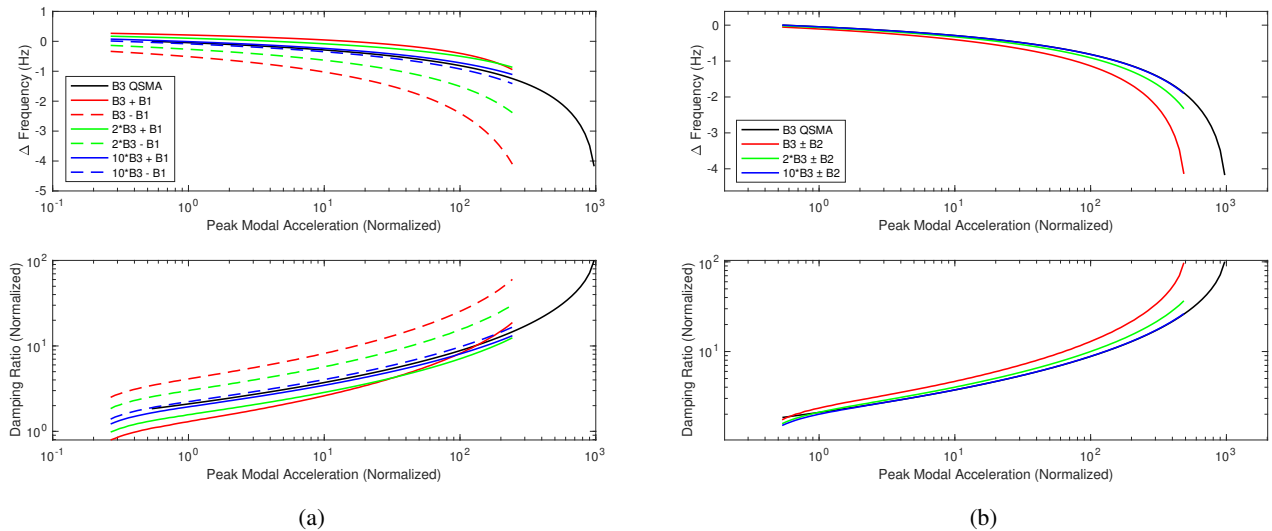 1
0
-1
-2
-3
-4
-5
Δ Frequency (Hz)
B3 QSMA
B3 + B1
B3 - B1
2*B3 + B1
2*B3 - B1
10*B3 + B1
10*B3 - B1
10^-1
10^0
10^1
10^2
10^3
Peak Modal Acceleration (Normalized)
10^2
10^1
10^0
Damping Ratio (Normalized)
10^-1
10^0
10^1
10^2
10^3
Peak Modal Acceleration (Normalized)
(a)
0
-1
-2
-3
-4
Δ Frequency (Hz)
B3 QSMA
B3 ± B2
2*B3 ± B2
10*B3 ± B2
10^0
10^1
10^2
10^3
Peak Modal Acceleration (Normalized)
10^2
10^1
Damping Ratio (Normalized)
10^0
10^1
10^2
10^3
Peak Modal Acceleration (Normalized)
(b)